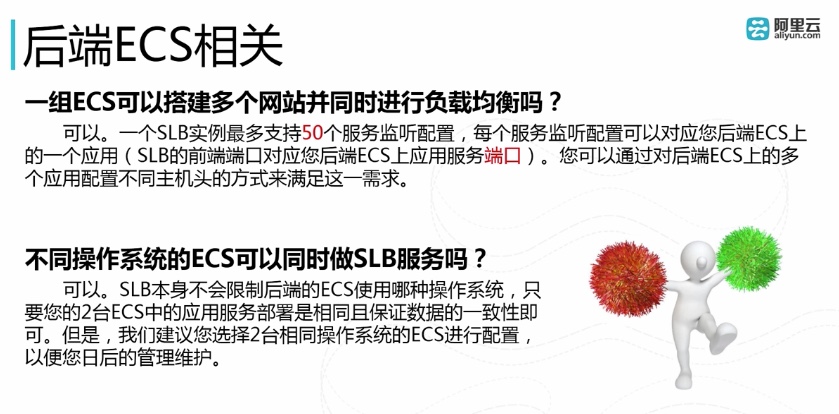 后端ECS相关
阿里云
aliyun.com
一组ECS可以搭建多个网站并同时进行负载均衡吗？
可以。一个SLB实例最多支持50个服务监听配置，每个服务监听配置可以对应您后端ECS上
的一个应用（SLB的前端端口对应您后端ECS上应用服务端口）。您可以通过对后端ECS上的多
个应用配置不同主机头的方式来满足这一需求。
不同操作系统的ECS可以同时做SLB服务吗？
可以。SLB本身不会限制后端的ECS使用哪种操作系统，只
要您的2台ECS中的应用服务部署是相同且保证数据的一致性即
可。但是，我们建议您选择2台相同操作系统的ECS进行配置，
以便您日后的管理维护。